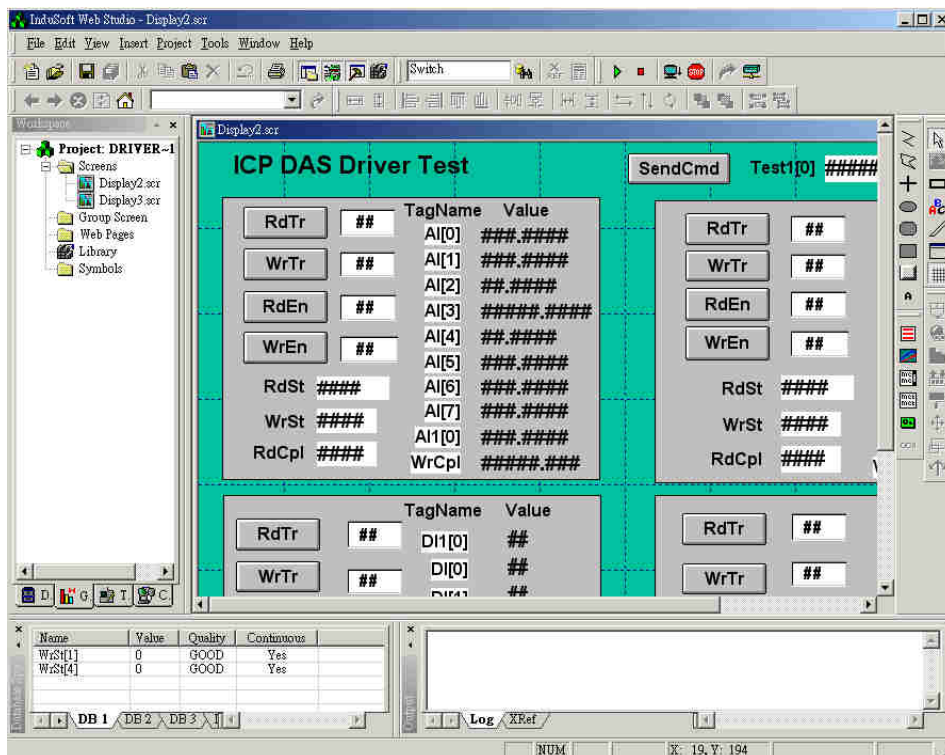 InduSoft Web Studio - Display2.scr
File Edit View Insert Project Tools Window Help
Switch
STOP
Workspace
Display2.scr
Project: DRIVER~1
Screens
Display2.scr
Display3.scr
Group Screen
Web Pages
Library
Symbols
D. G. T. C.
ICP DAS Driver Test
SendCmd Test1[0] #####
TagName Value
RdTr ## AI[0] ###.####
WrTr ## AI[1] ###.####
AI[2] ##.####
RdEn ## AI[3] #####.####
WrEn ## AI[4] ##.####
AI[5] ###.####
RdSt #### AI[6] ###.####
WrSt #### AI[7] ###.####
AI1[0] ###.####
RdCpl #### WrCpl #####.###
RdTr ##
WrTr ##
RdEn ##
WrEn ##
RdSt ####
WrSt ####
RdCpl ####
TagName Value
RdTr ## DI1[0] ##
WrTr ## DI[0] ##
DI[1] ##
RdTr ##
WrTr ##
Name Value Quality Continuous
WrSt[1] 0 GOOD Yes
WrSt[4] 0 GOOD Yes
DB 1 DB 2 DB 3
Output
Log XRef
NUM X: 19, Y: 194